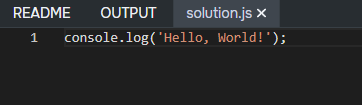 README OUTPUT solution.js ×
1 console.log('Hello, World!');